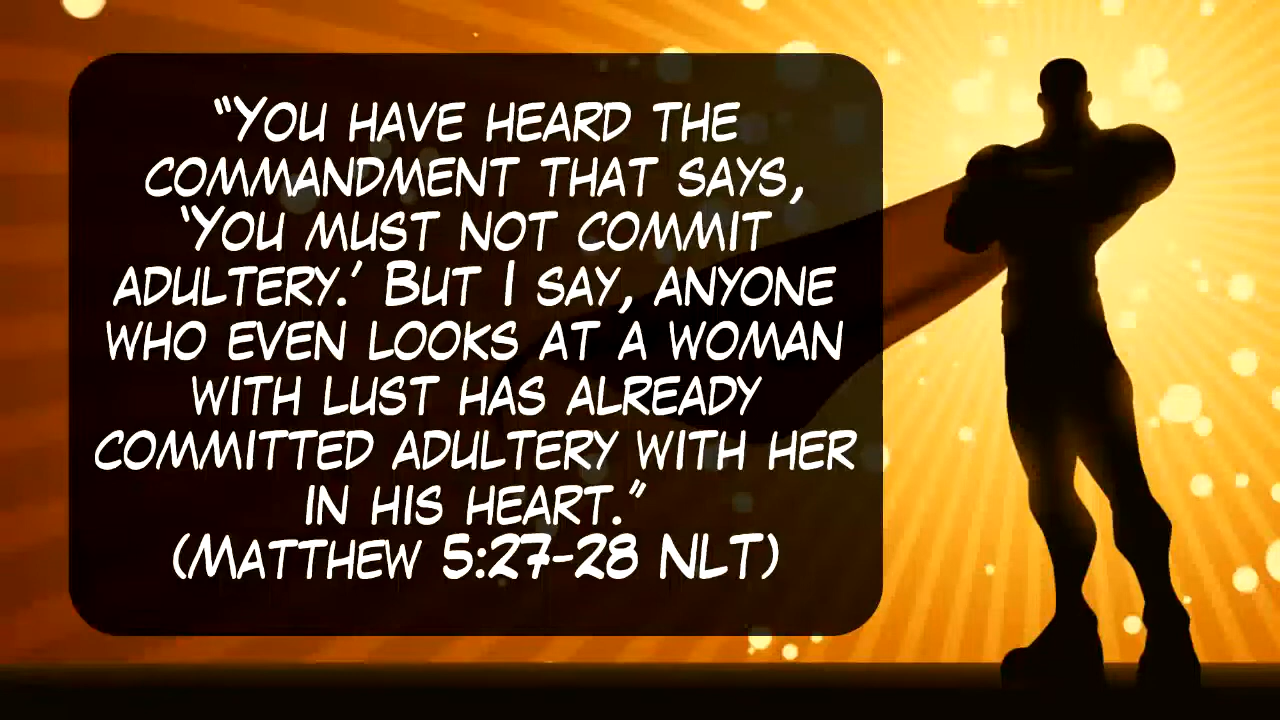 “You have heard the
commandment that says,
‘You must not commit
adultery.’ But I say, anyone
who even looks at a woman
with lust has already
committed adultery with her
in his heart.”
(Matthew 5:27-28 NLT)